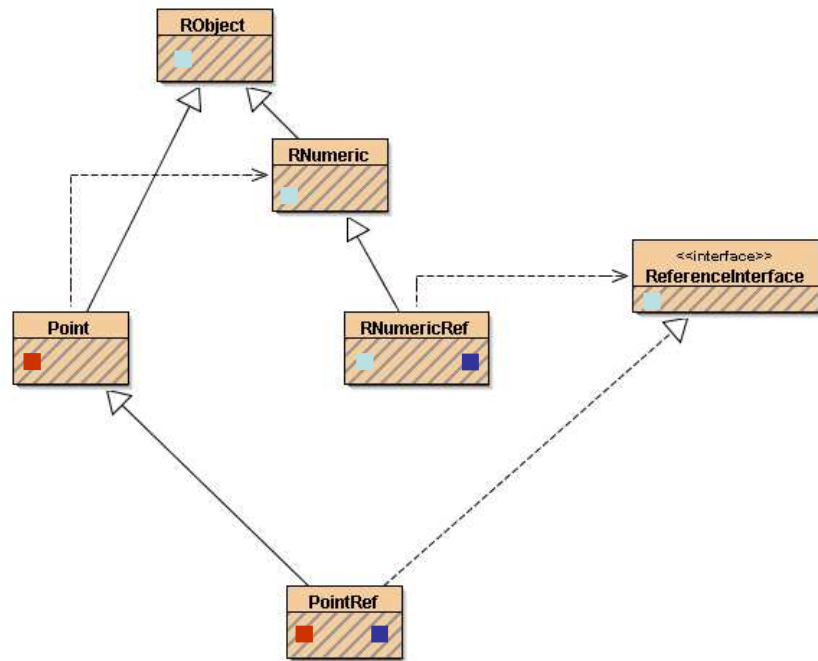 RObject
RNumeric
<<interface>>
ReferenceInterface
Point
RNumericRef
PointRef